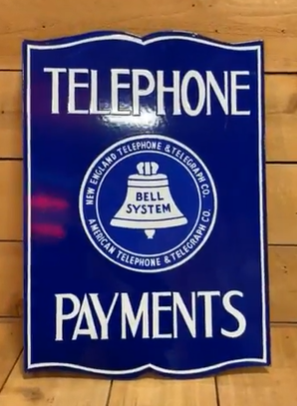 TELEPHONE
NEW ENGLAND TELEPHONE & TELEGRAPH CO.
BELL
SYSTEM
AMERICAN TELEPHONE & TELEGRAPH CO.
PAYMENTS